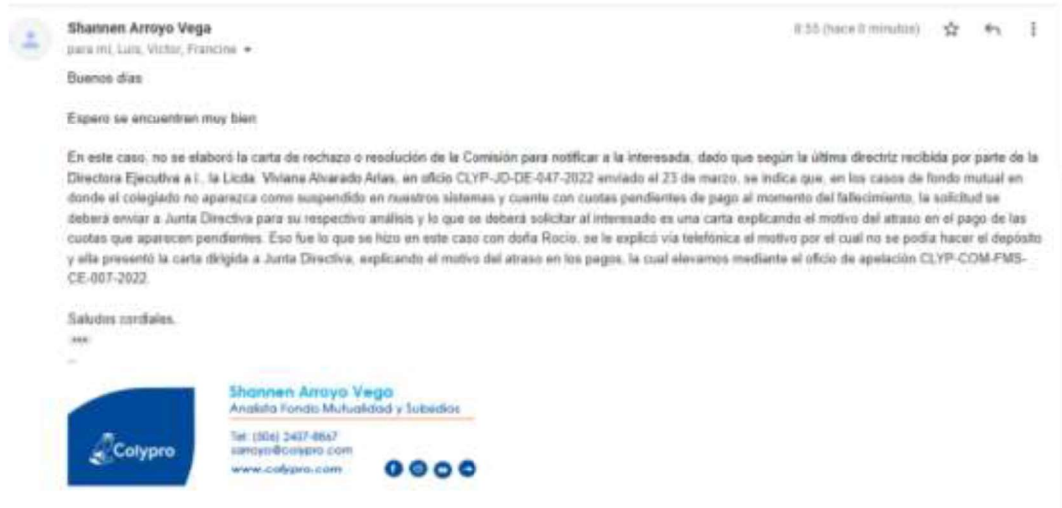 Shannen Arroyo Vega
8:55 (hace 0 minutos)
para mí, Luis, Victor, Francine
Buenos días
Espero se encuentren muy bien
En este caso, no se elaboró la carta de rechazo o resolución de la Comisión para notificar a la interesada, dado que según la última directriz recibida por parte de la
Directora Ejecutiva a.i., la Licda. Viviana Alvarado Arias, en oficio CLYP-JD-DE-047-2022 enviado el 23 de marzo, se indica que, en los casos de fondo mutual en
donde el colegiado no aparezca como suspendido en nuestros sistemas y cuente con cuotas pendientes de pago al momento del fallecimiento, la solicitud se
deberá enviar a Junta Directiva para su respectivo análisis y lo que se deberá solicitar al interesado es una carta explicando el motivo del atraso en el pago de las
cuotas que aparecen pendientes. Eso fue lo que se hizo en este caso con doña Rocío, se le explicó vía telefónica el motivo por el cual no se podía hacer el depósito
y ella presentó la carta dirigida a Junta Directiva, explicando el motivo del atraso en los pagos, la cual elevamos mediante el oficio de apelación CLYP-COM-FMS-
CE-007-2022.
Saludos cordiales.
Colypro
Shannen Arroyo Vega
Analista Fondo Mutualidad y Subsidios
Tel: (506) 2437-8867
sarroyo@colypro.com
www.colypro.com